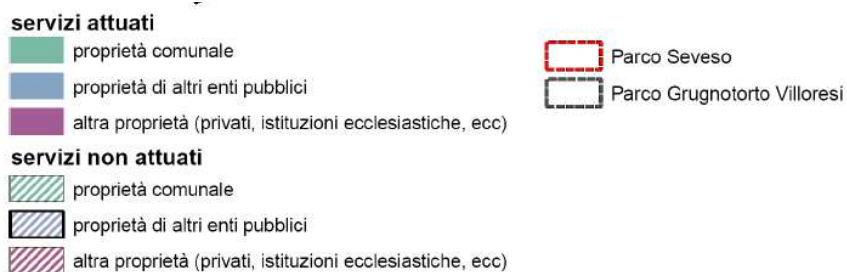 servizi attuati
proprietà comunale
proprietà di altri enti pubblici
altra proprietà (privati, istituzioni ecclesiastiche, ecc)
servizi non attuati
proprietà comunale
proprietà di altri enti pubblici
altra proprietà (privati, istituzioni ecclesiastiche, ecc)
Parco Seveso
Parco Grugnotorto Villoresi